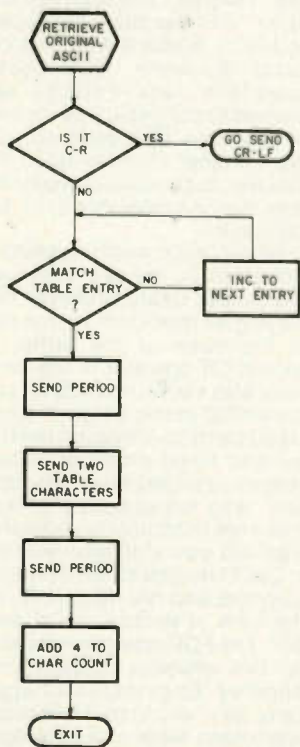 RETRIEVE
ORIGINAL
ASCII
IS IT
C-R
YES
GO SEND
CR-LF
NO
MATCH
TABLE ENTRY
?
NO
INC TO
NEXT ENTRY
YES
SEND PERIOD
SEND TWO
TABLE
CHARACTERS
SEND PERIOD
ADD 4 TO
CHAR COUNT
EXIT